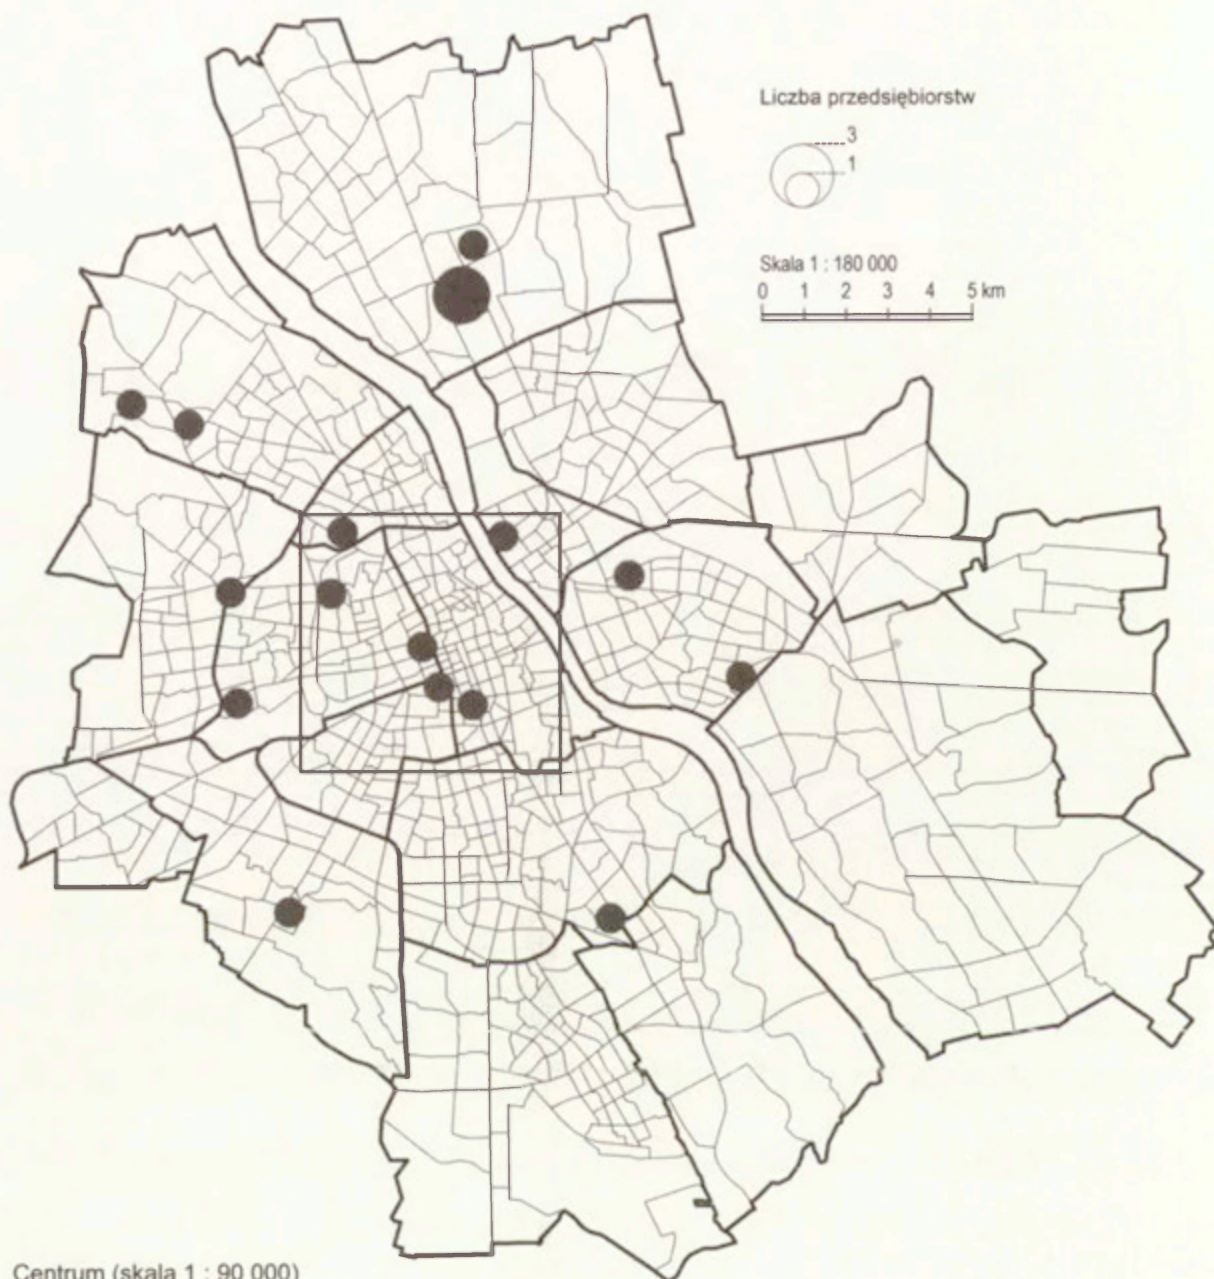 Liczba przedsiębiorstw
3
1
Skala 1 : 180 000
0 1 2 3 4 5 km
Centrum (skala 1 : 90 000)